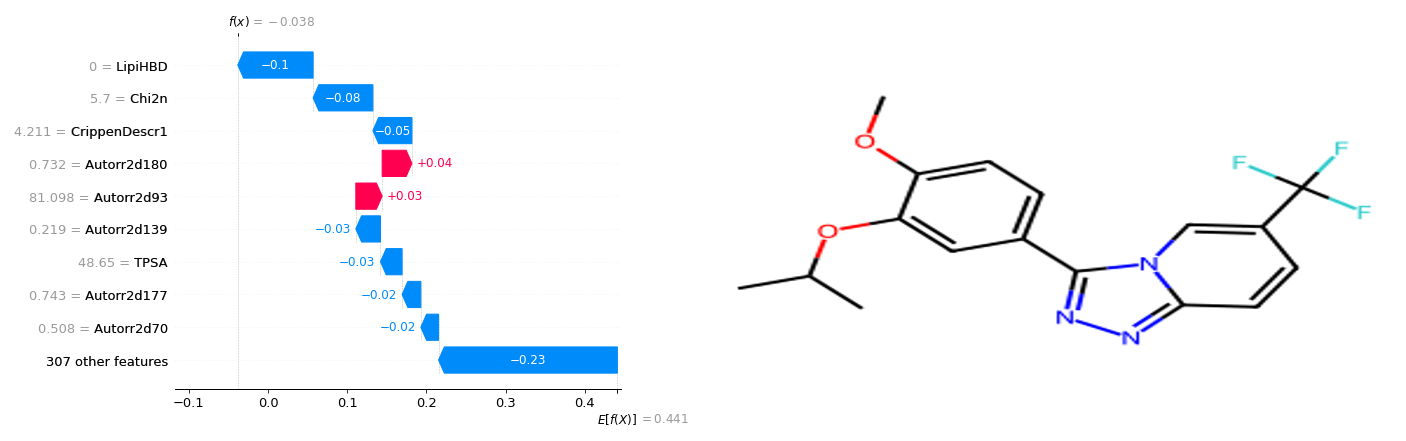 f(x) = −0.038
0 = LipiHBD
−0.1
5.7 = Chi2n
−0.08
4.211 = CrippenDescr1
−0.05
0.732 = Autorr2d180
+0.04
81.098 = Autorr2d93
+0.03
0.219 = Autorr2d139
−0.03
48.65 = TPSA
−0.03
0.743 = Autorr2d177
−0.02
0.508 = Autorr2d70
−0.02
307 other features
−0.23
−0.1 0.0 0.1 0.2 0.3 0.4
E[f(X)] = 0.441
O
O
N
N
N
F
F
F